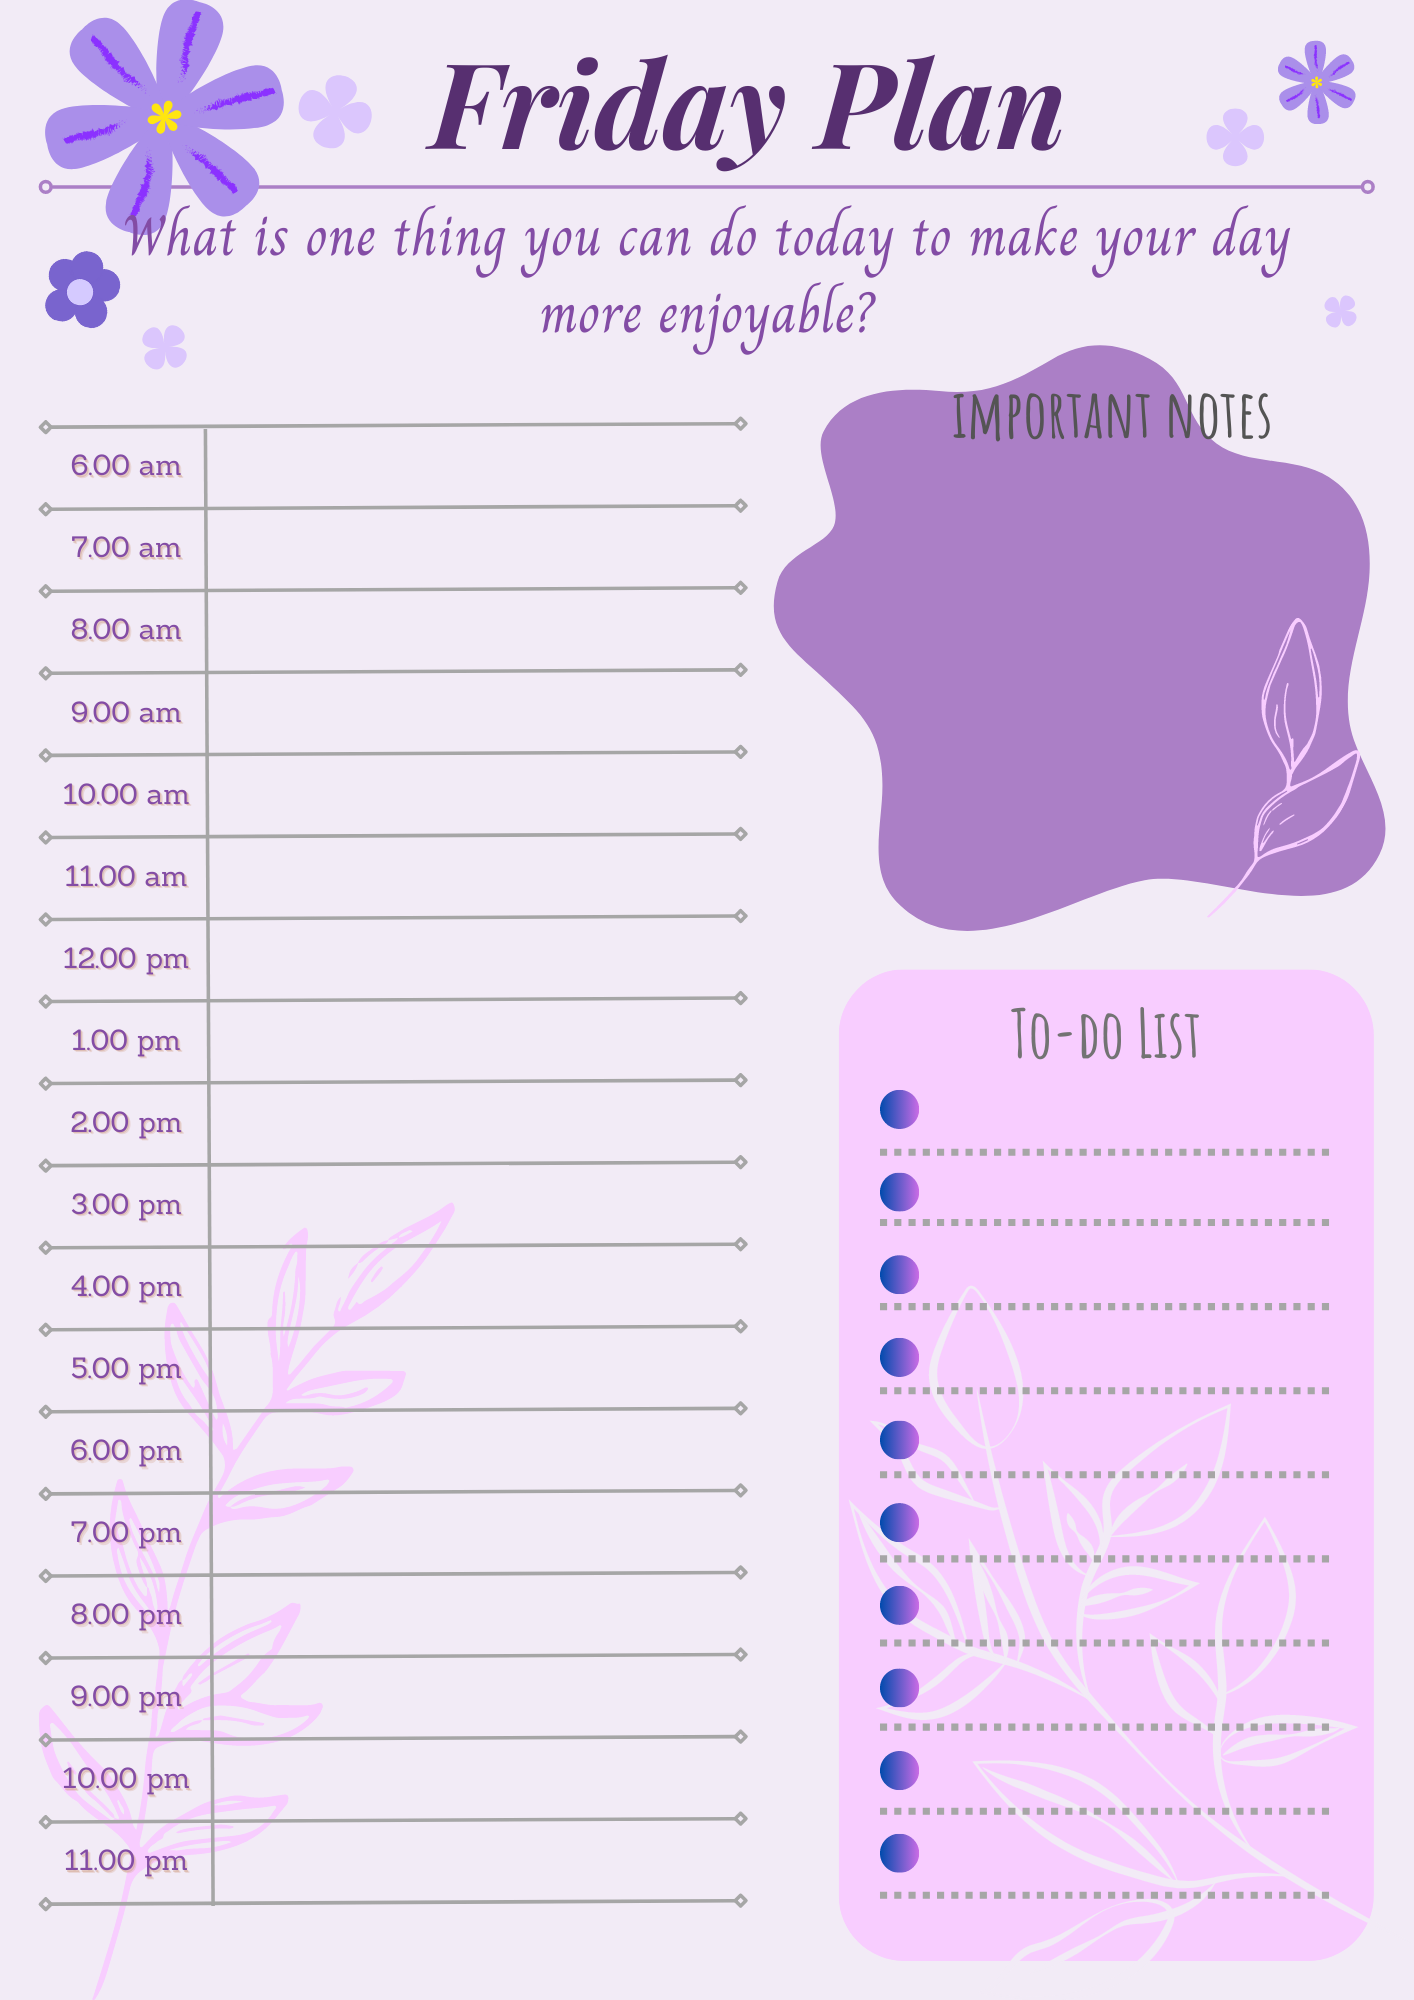 Friday Plan
What is one thing you can do today to make your day
more enjoyable?
6.00 am
7.00 am
8.00 am
9.00 am
10.00 am
11.00 am
12.00 pm
1.00 pm
2.00 pm
3.00 pm
4.00 pm
5.00 pm
6.00 pm
7.00 pm
8.00 pm
9.00 pm
10.00 pm
11.00 pm
IMPORTANT NOTES
To-do List